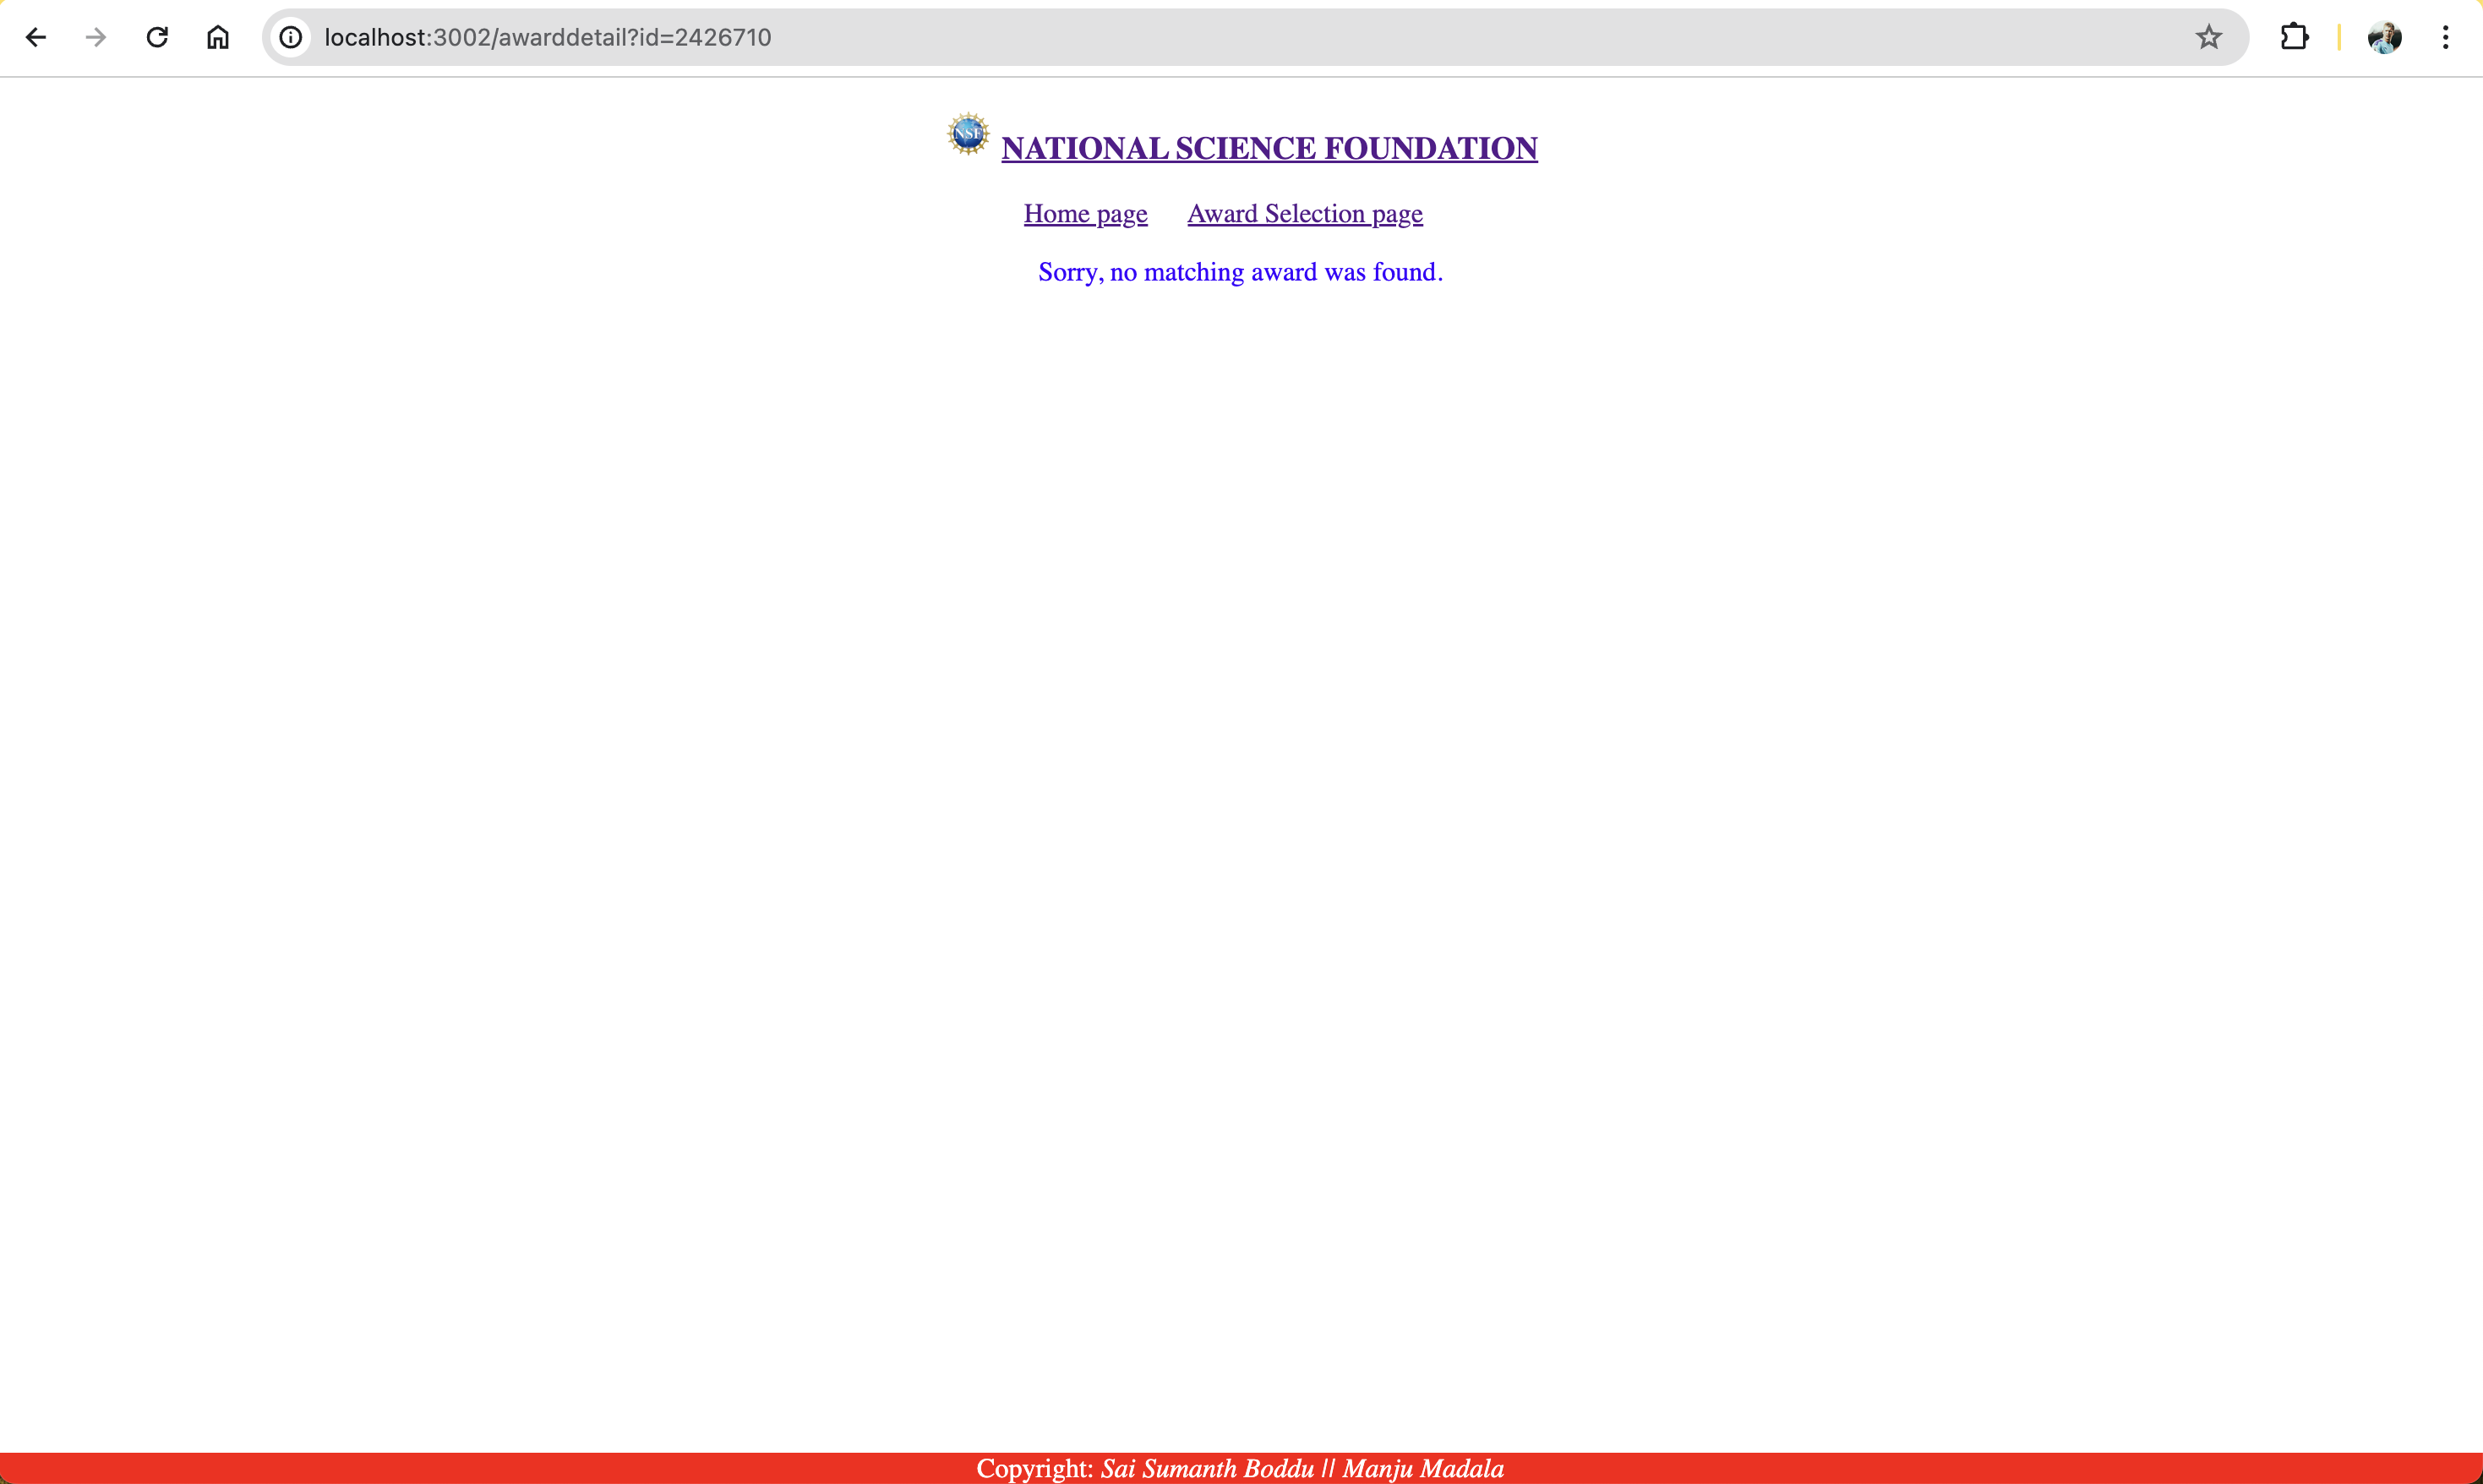 localhost:3002/awarddetail?id=2426710
NSF NATIONAL SCIENCE FOUNDATION
Home page Award Selection page
Sorry, no matching award was found.
Copyright: Sai Sumanth Boddu // Manju Madala